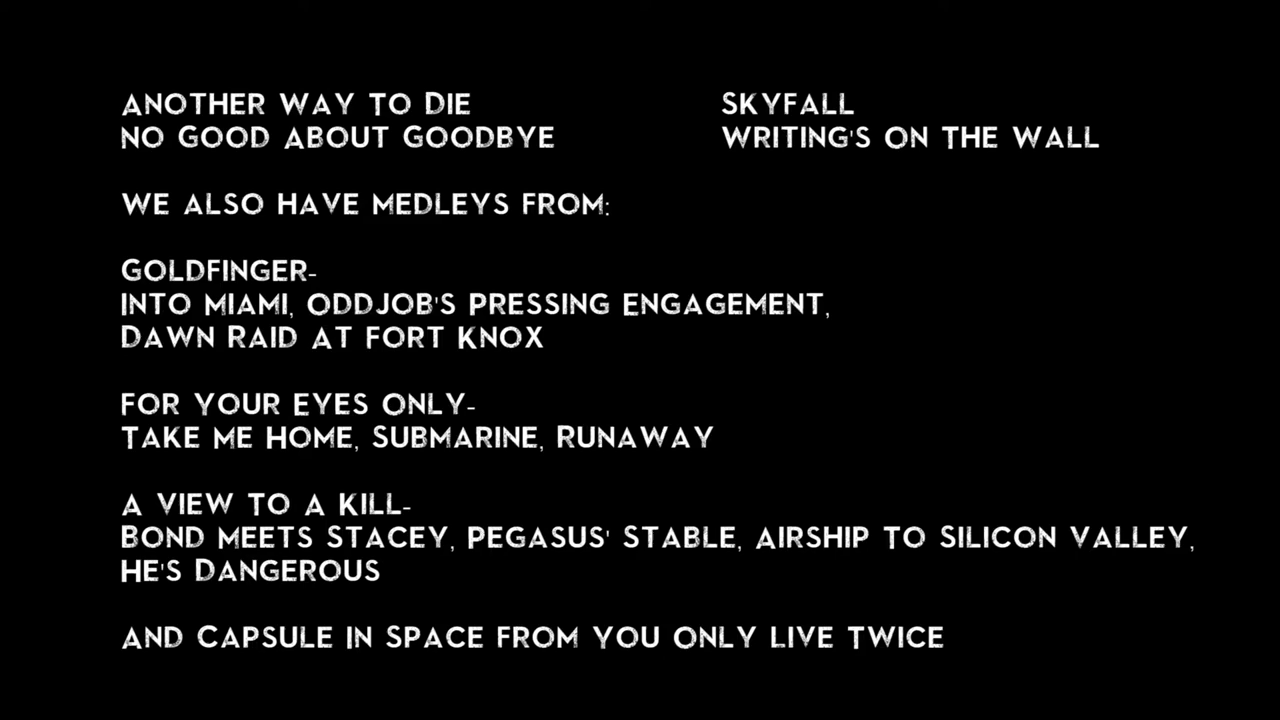 ANOTHER WAY TO DIE
NO GOOD ABOUT GOODBYE
SKYFALL
WRITING'S ON THE WALL
WE ALSO HAVE MEDLEYS FROM:
GOLDFINGER-
INTO MIAMI, ODDJOB'S PRESSING ENGAGEMENT,
DAWN RAID AT FORT KNOX
FOR YOUR EYES ONLY-
TAKE ME HOME, SUBMARINE, RUNAWAY
A VIEW TO A KILL-
BOND MEETS STACEY, PEGASUS' STABLE, AIRSHIP TO SILICON VALLEY,
HE'S DANGEROUS
AND CAPSULE IN SPACE FROM YOU ONLY LIVE TWICE